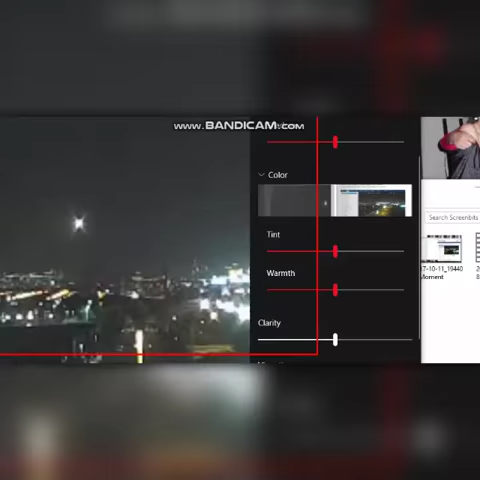 www.BANDICAM.com
Color
Tint
Warmth
Clarity
Search Screenbits